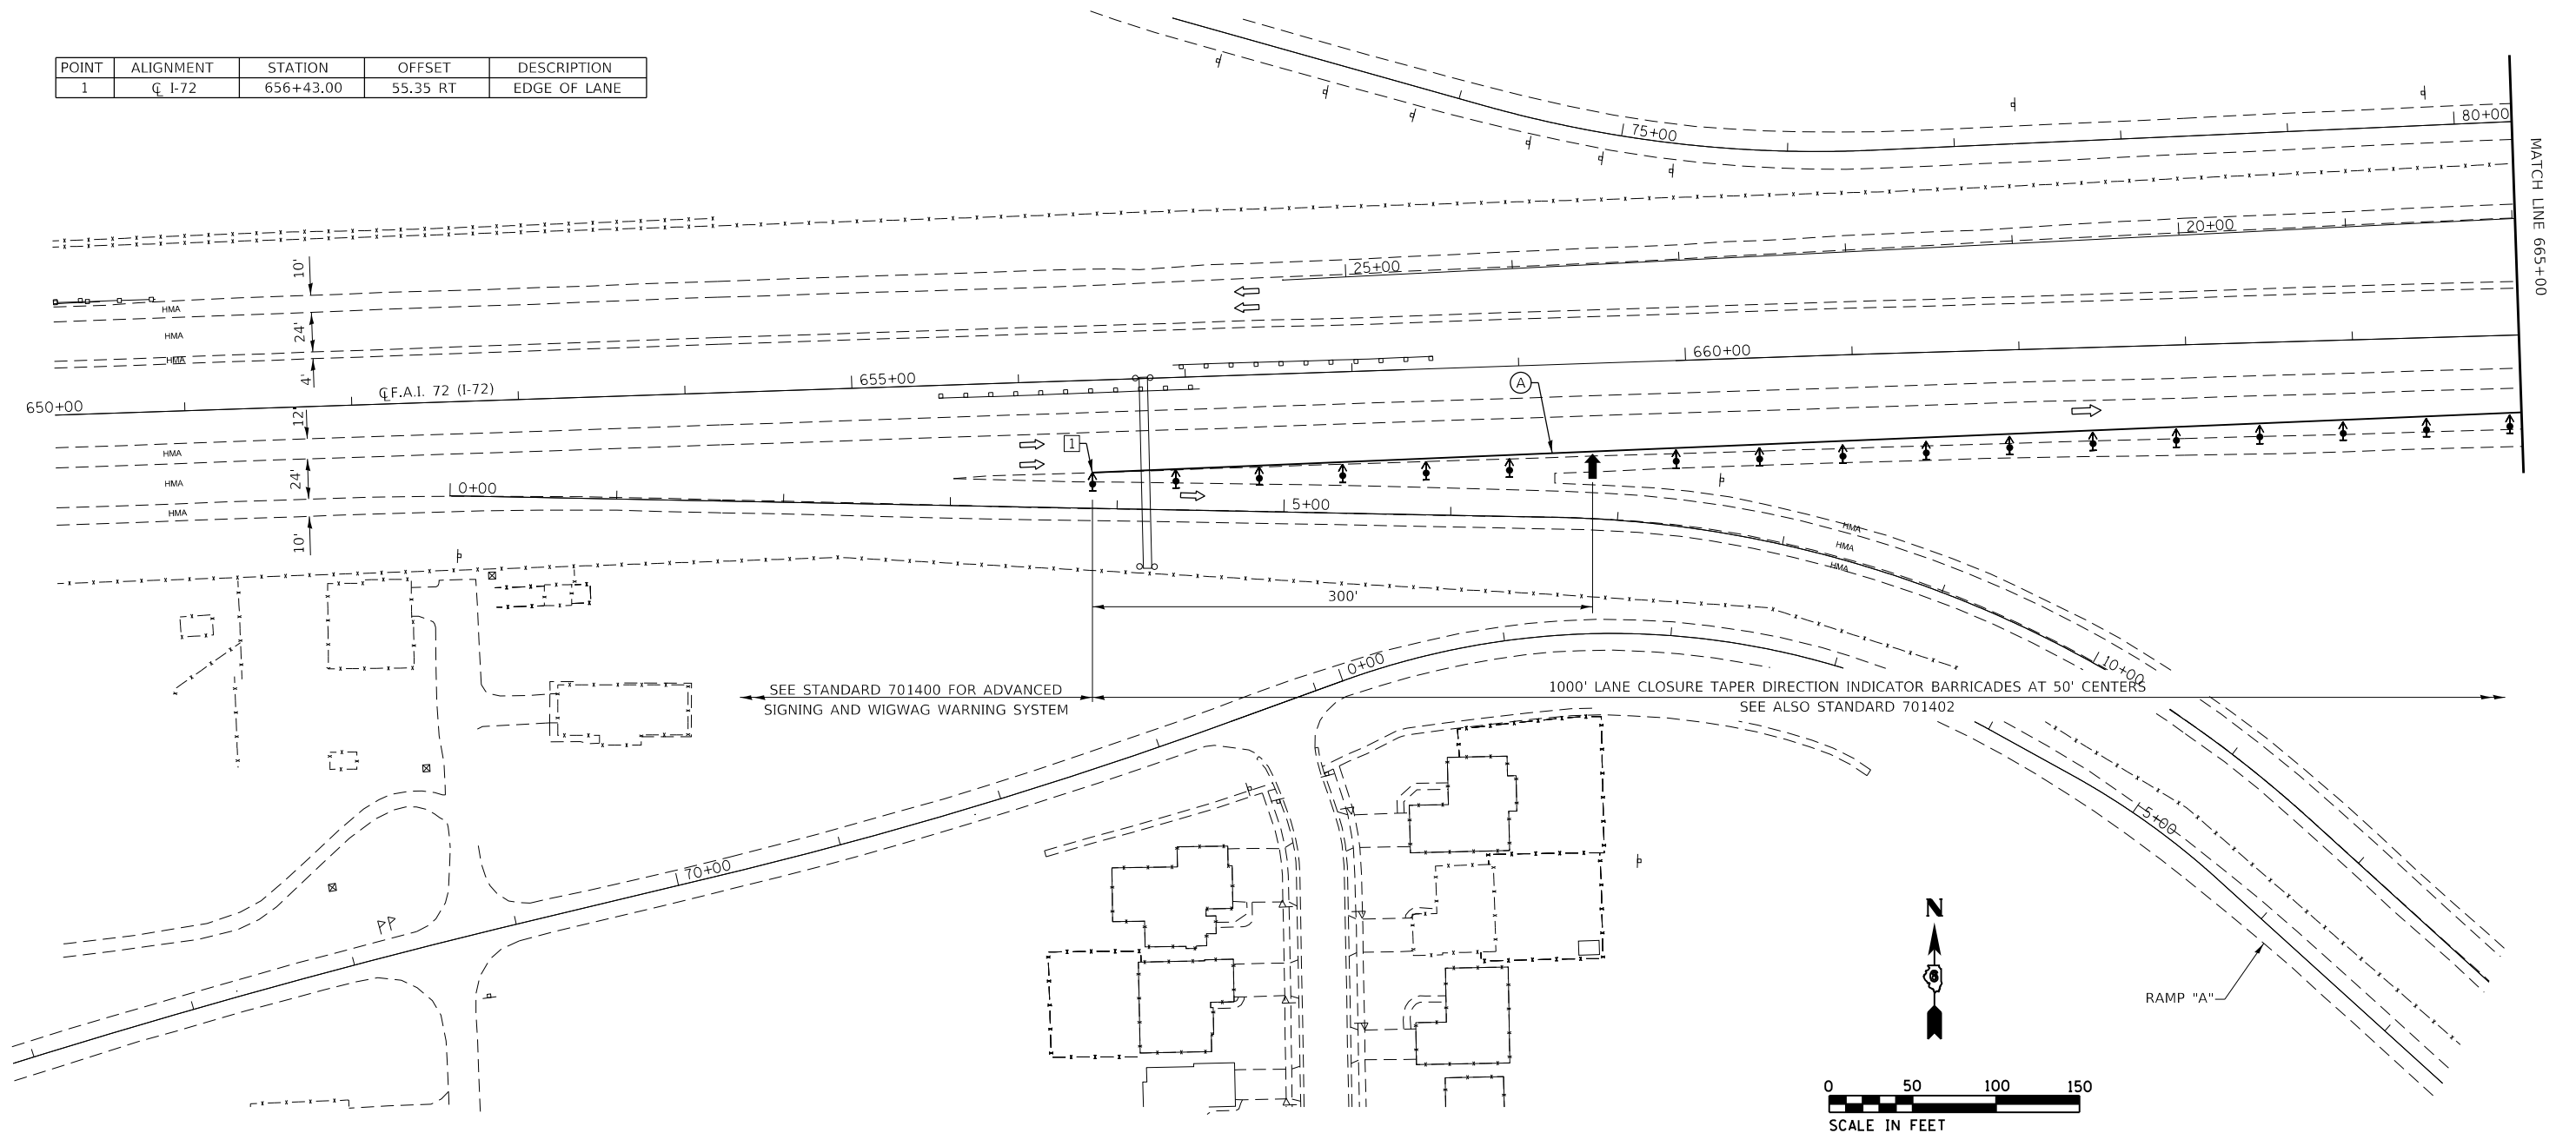 POINT ALIGNMENT STATION OFFSET DESCRIPTION
1 ℄ I-72 656+43.00 55.35 RT EDGE OF LANE
75+00
80+00
MATCH LINE 665+00
20+00
25+00
10'
HMA
24'
HMA
HMA
4'
660+00
655+00
℄ F.A.I. 72 (I-72)
650+00
A
12'
1
HMA
24'
HMA
0+00
5+00
HMA
10'
HMA
HMA
HMA
300'
0+00
10+00
SEE STANDARD 701400 FOR ADVANCED
SIGNING AND WIGWAG WARNING SYSTEM
1000' LANE CLOSURE TAPER DIRECTION INDICATOR BARRICADES AT 50' CENTERS
SEE ALSO STANDARD 701402
5+00
70+00
PP
N
RAMP "A"
0 50 100 150
SCALE IN FEET